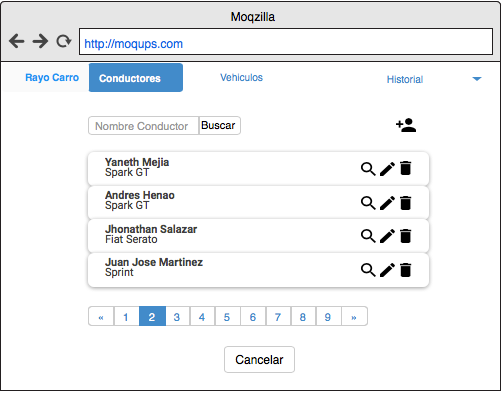 Moqzilla
http://moqups.com
Rayo Carro Conductores Vehiculos Historial
Nombre Conductor Buscar
Yaneth Mejia
Spark GT
Andres Henao
Spark GT
Jhonathan Salazar
Fiat Serato
Juan Jose Martinez
Sprint
« 1 2 3 4 5 6 7 8 9 »
Cancelar